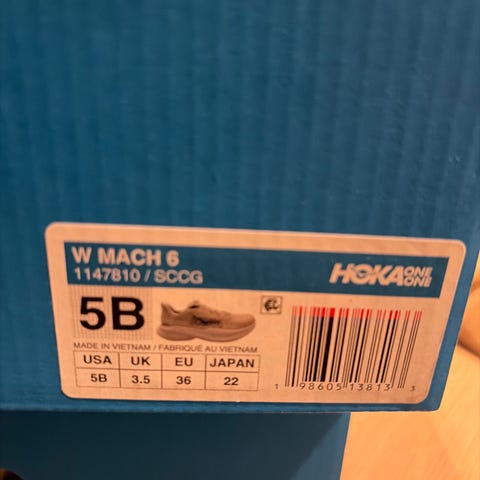 W MACH 6
1147810 / SCCG
HOKA ONE ONE
5B
MADE IN VIETNAM / FABRIQUÉ AU VIETNAM
USA UK EU JAPAN
5B 3.5 36 22
1 98605 13813 3